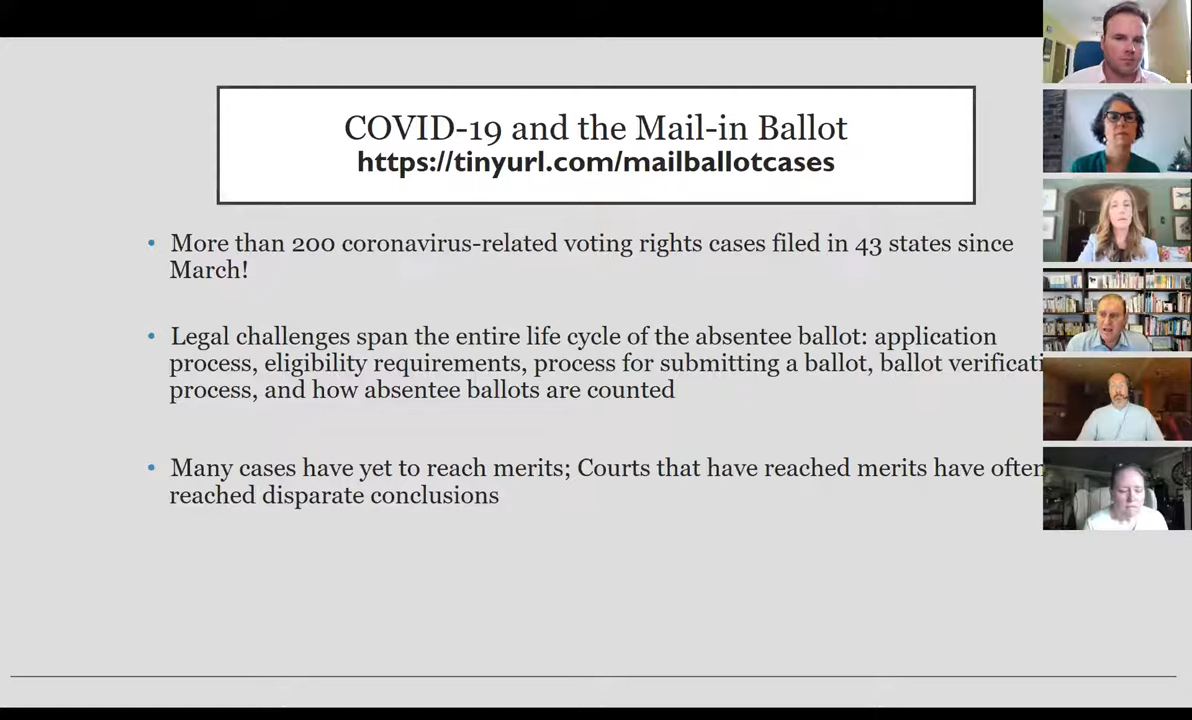 COVID-19 and the Mail-in Ballot
https://tinyurl.com/mailballotcases
• More than 200 coronavirus-related voting rights cases filed in 43 states since
March!
• Legal challenges span the entire life cycle of the absentee ballot: application
process, eligibility requirements, process for submitting a ballot, ballot verificati
process, and how absentee ballots are counted
• Many cases have yet to reach merits; Courts that have reached merits have often
reached disparate conclusions